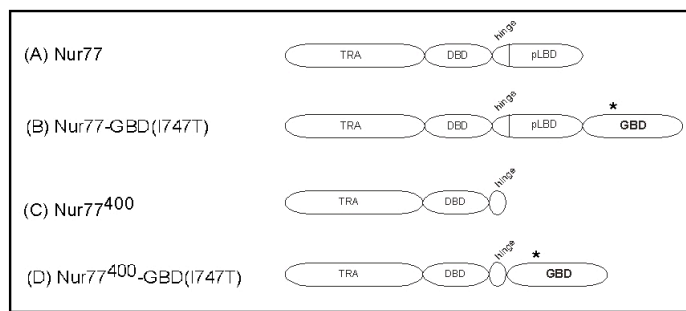 hinge
(A) Nur77 TRA DBD pLBD
hinge *
(B) Nur77-GBD(I747T) TRA DBD pLBD GBD
hinge
(C) Nur77400 TRA DBD
hinge *
(D) Nur77400-GBD(I747T) TRA DBD GBD